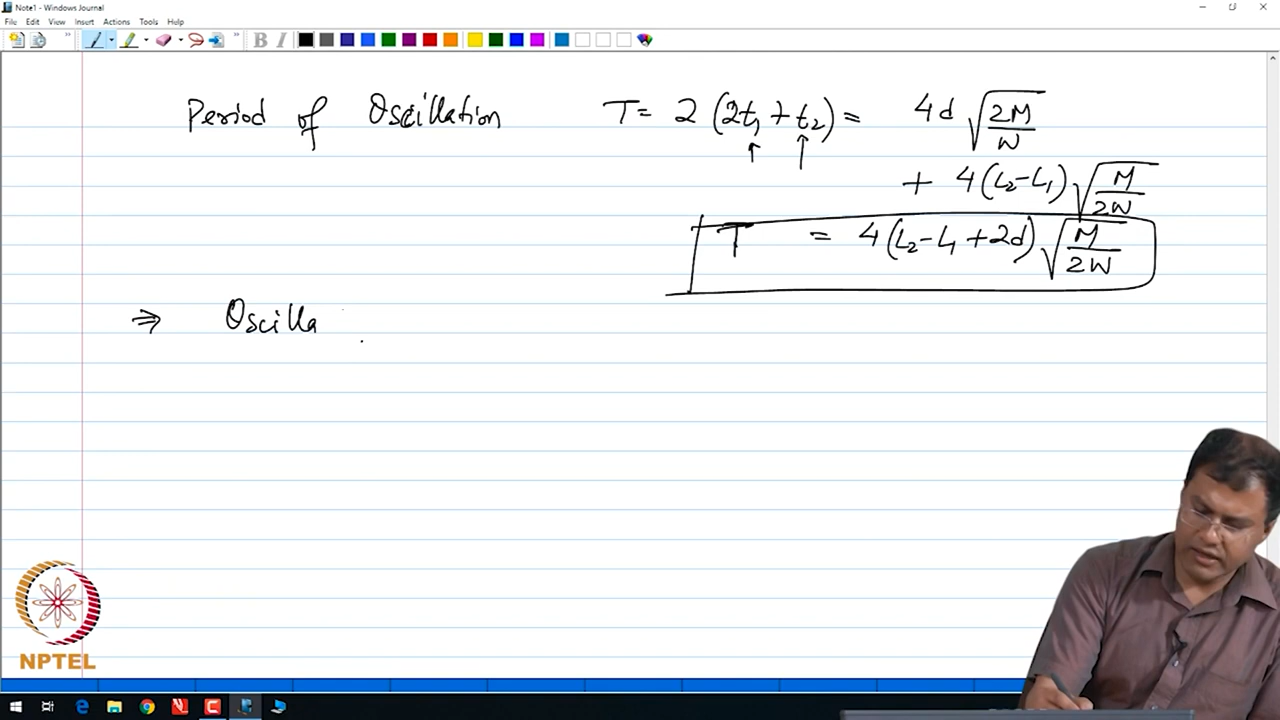 Note1 - Windows Journal
File Edit View Insert Actions Tools Help
B I
Period of Oscillation T = 2 (2t₁ + t₂) = 4d √(2M/W)
+ 4(L₂-L₁) √(M/2W)
T = 4(L₂-L₁+2d) √(M/2W)
⇒ Oscilla
NPTEL